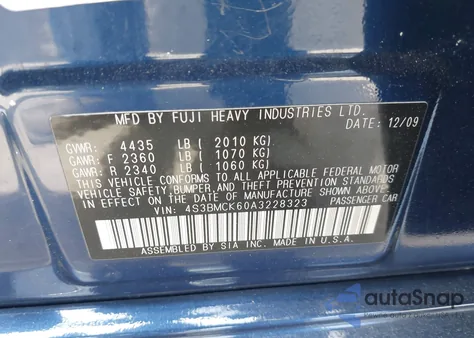 MFD BY FUJI HEAVY INDUSTRIES LTD.
DATE: 12/09
GVWR: 4435 LB ( 2010 KG)
GAWR: F 2360 LB ( 1070 KG)
GAWR: R 2340 LB ( 1060 KG)
THIS VEHICLE CONFORMS TO ALL APPLICABLE FEDERAL MOTOR
VEHICLE SAFETY, BUMPER, AND THEFT PREVENTION STANDARDS
IN EFFECT ON THE DATE OF MANUFACTURE SHOWN ABOVE.
VIN: 4S3BMCK60A3228323 PASSENGER CAR
ASSEMBLED BY SIA INC. MADE IN U.S.A.
autoSnap